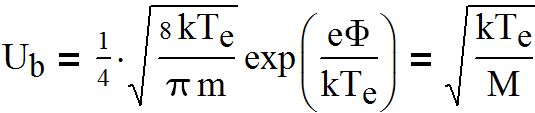 U_b = 1/4 · √(8 kT_e / π m) exp(eΦ / kT_e) = √(kT_e / M)